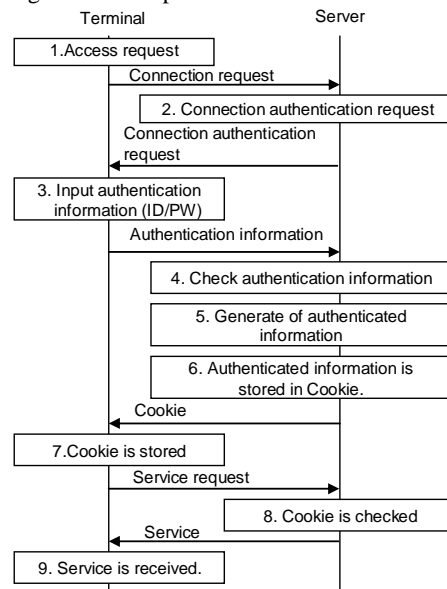 Terminal
Server
1.Access request
Connection request
2. Connection authentication request
Connection authentication
request
3. Input authentication
information (ID/PW)
Authentication information
4. Check authentication information
5. Generate of authenticated
information
6. Authenticated information is
stored in Cookie.
Cookie
7.Cookie is stored
Service request
8. Cookie is checked
Service
9. Service is received.